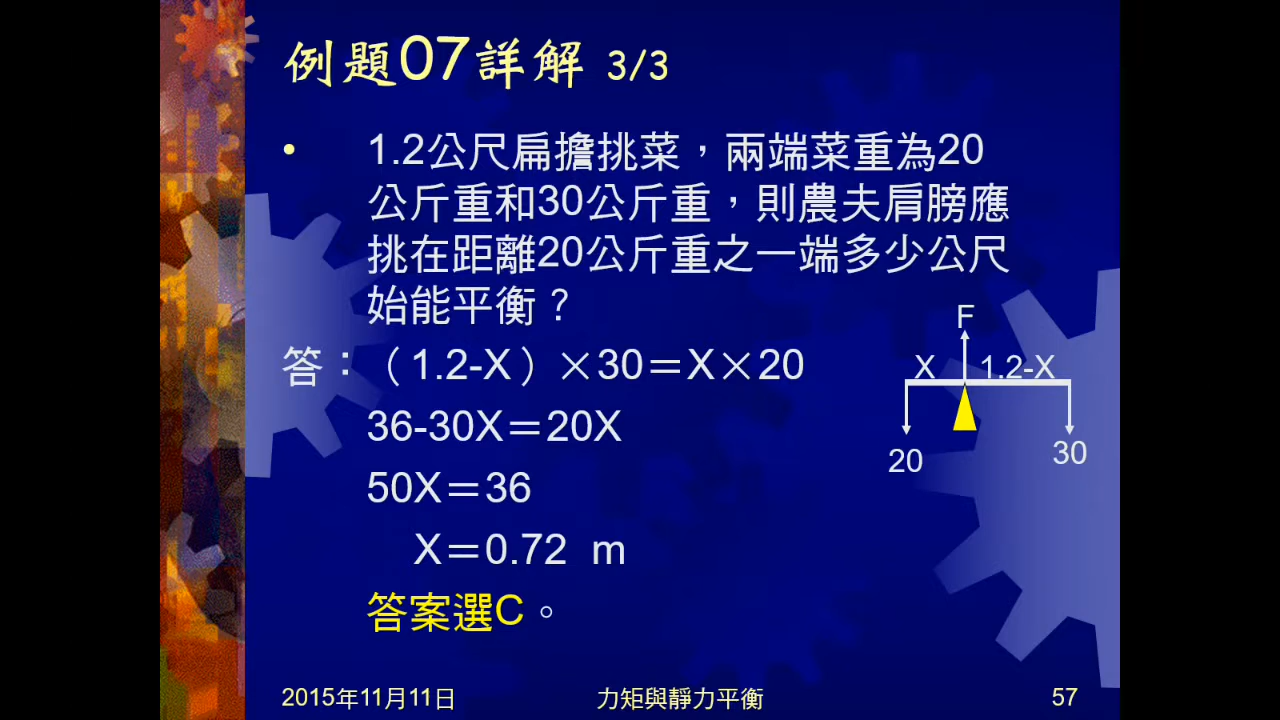 例題07詳解 3/3
• 1.2公尺扁擔挑菜，兩端菜重為20
公斤重和30公斤重，則農夫肩膀應
挑在距離20公斤重之一端多少公尺
始能平衡？
答：（1.2-X）×30＝X×20
36-30X＝20X
50X＝36
X＝0.72 m
答案選C。
F
X 1.2-X
20 30
2015年11月11日 力矩與靜力平衡 57